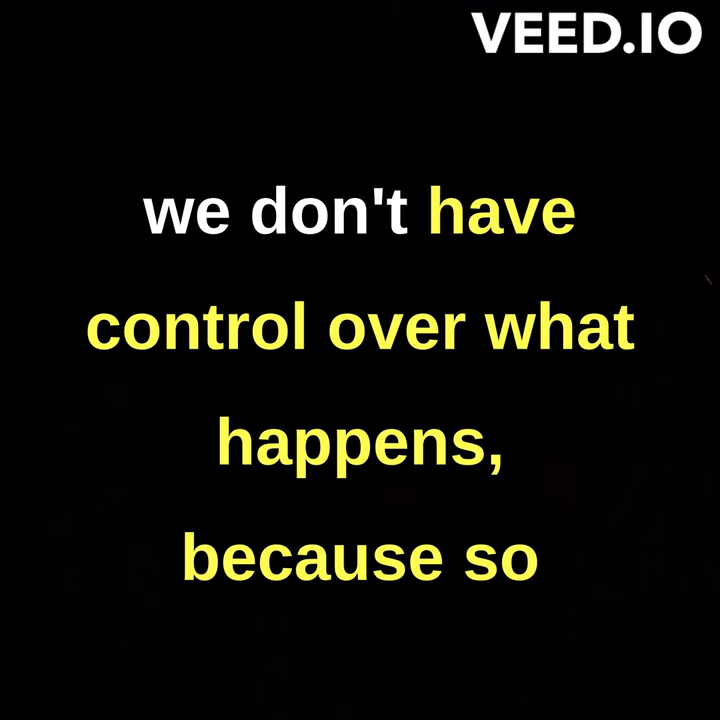 VEED.IO
we don't have
control over what
happens,
because so